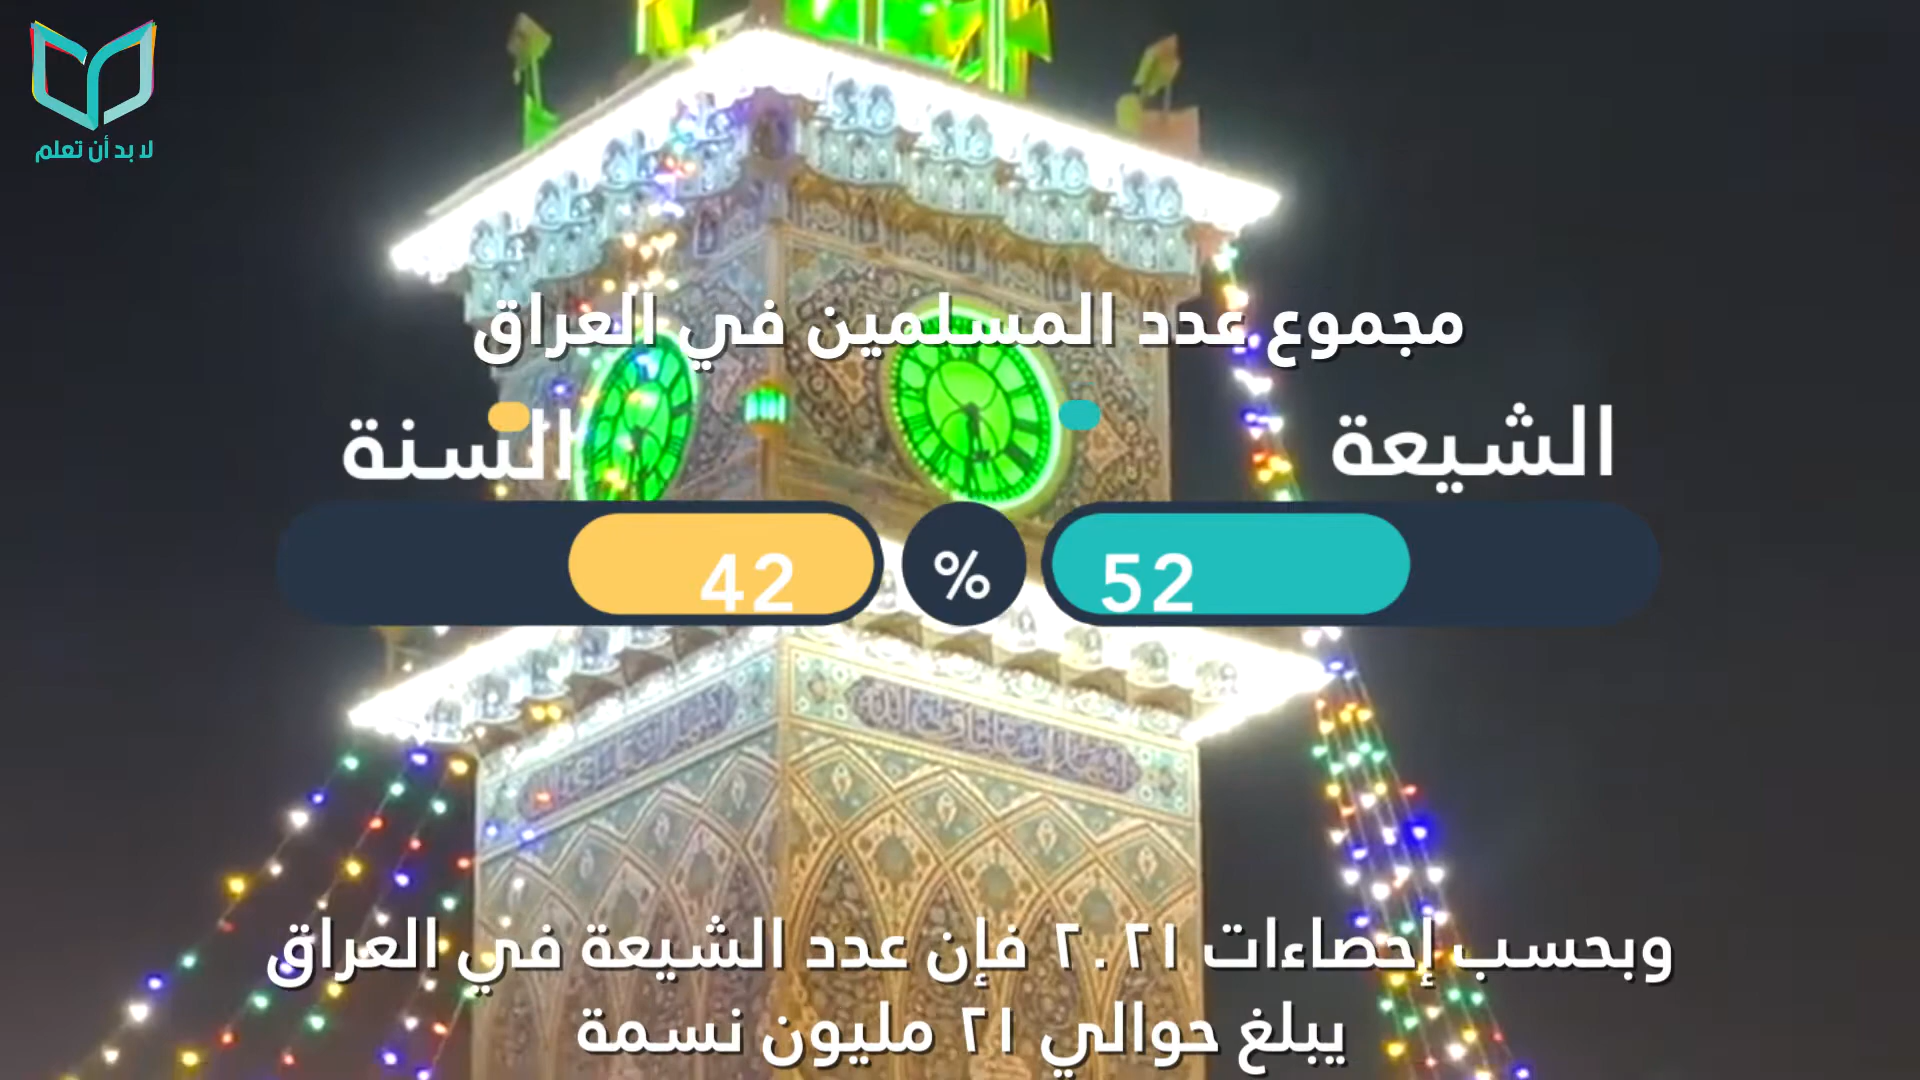 لا بد أن تعلم
مجموع عدد المسلمين في العراق
الشيعة
السنة
52
%
42
وبحسب إحصاءات ٢٠٢١ فإن عدد الشيعة في العراق
يبلغ حوالي ٢١ مليون نسمة